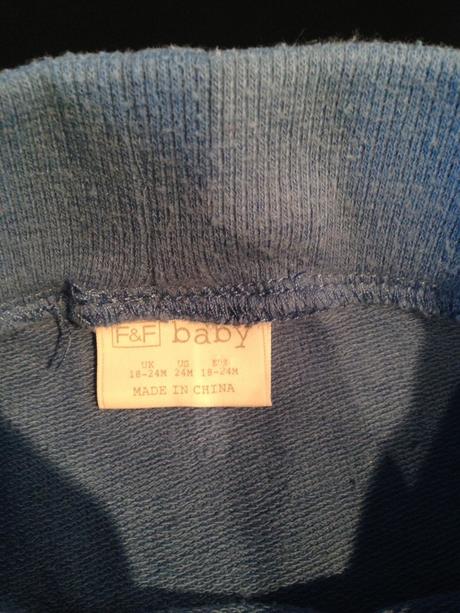 F&F baby
UK US EUR
18-24M 24M 18-24M
MADE IN CHINA